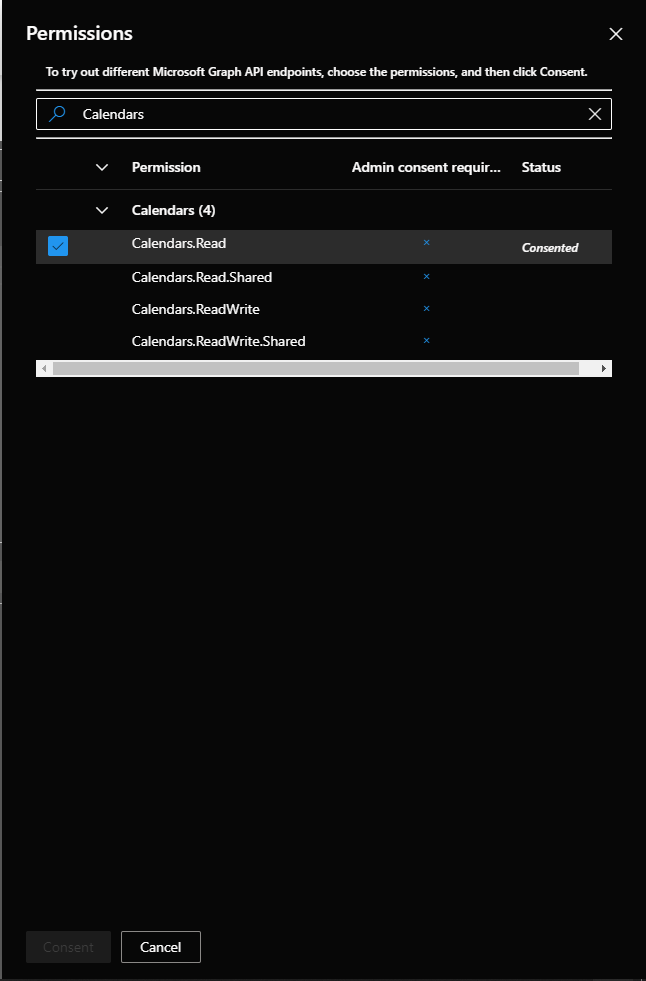 Permissions
To try out different Microsoft Graph API endpoints, choose the permissions, and then click Consent.
Calendars
Permission Admin consent requir... Status
Calendars (4)
Calendars.Read Consented
Calendars.Read.Shared
Calendars.ReadWrite
Calendars.ReadWrite.Shared
Consent Cancel